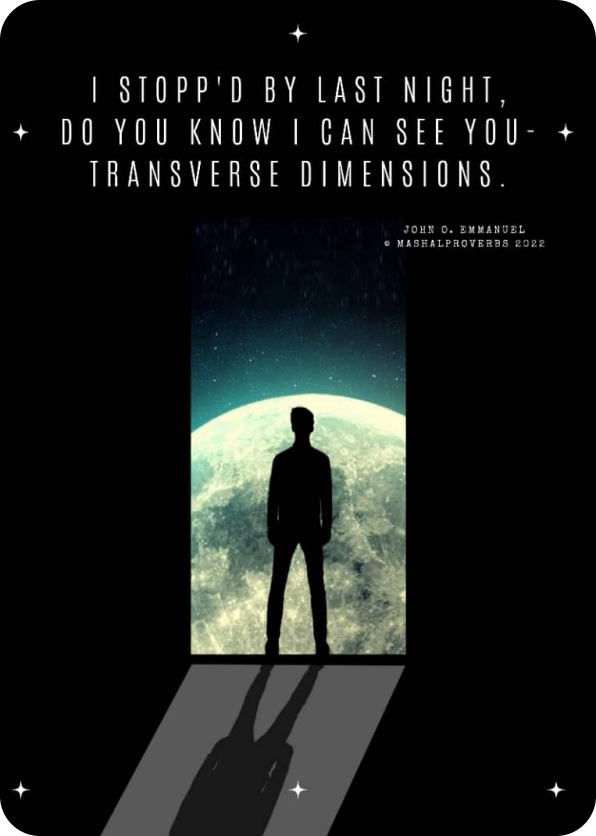 I STOPP'D BY LAST NIGHT,
DO YOU KNOW I CAN SEE YOU-
TRANSVERSE DIMENSIONS.
JOHN O. EMMANUEL
© MASHALPROVERBS 2022